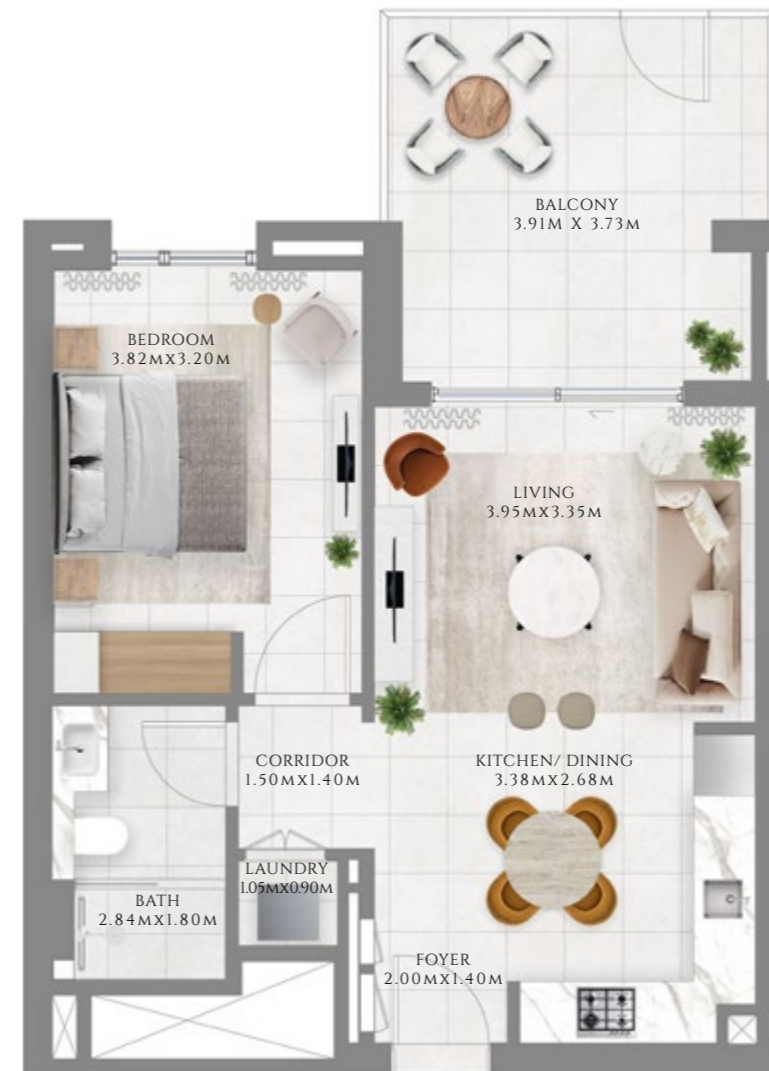 BALCONY
3.91M X 3.73M
BEDROOM
3.82MX3.20M
LIVING
3.95MX3.35M
CORRIDOR
1.50MX1.40M
KITCHEN/ DINING
3.38MX2.68M
LAUNDRY
1.05MX0.90M
BATH
2.84MX1.80M
FOYER
2.00MX1.40M